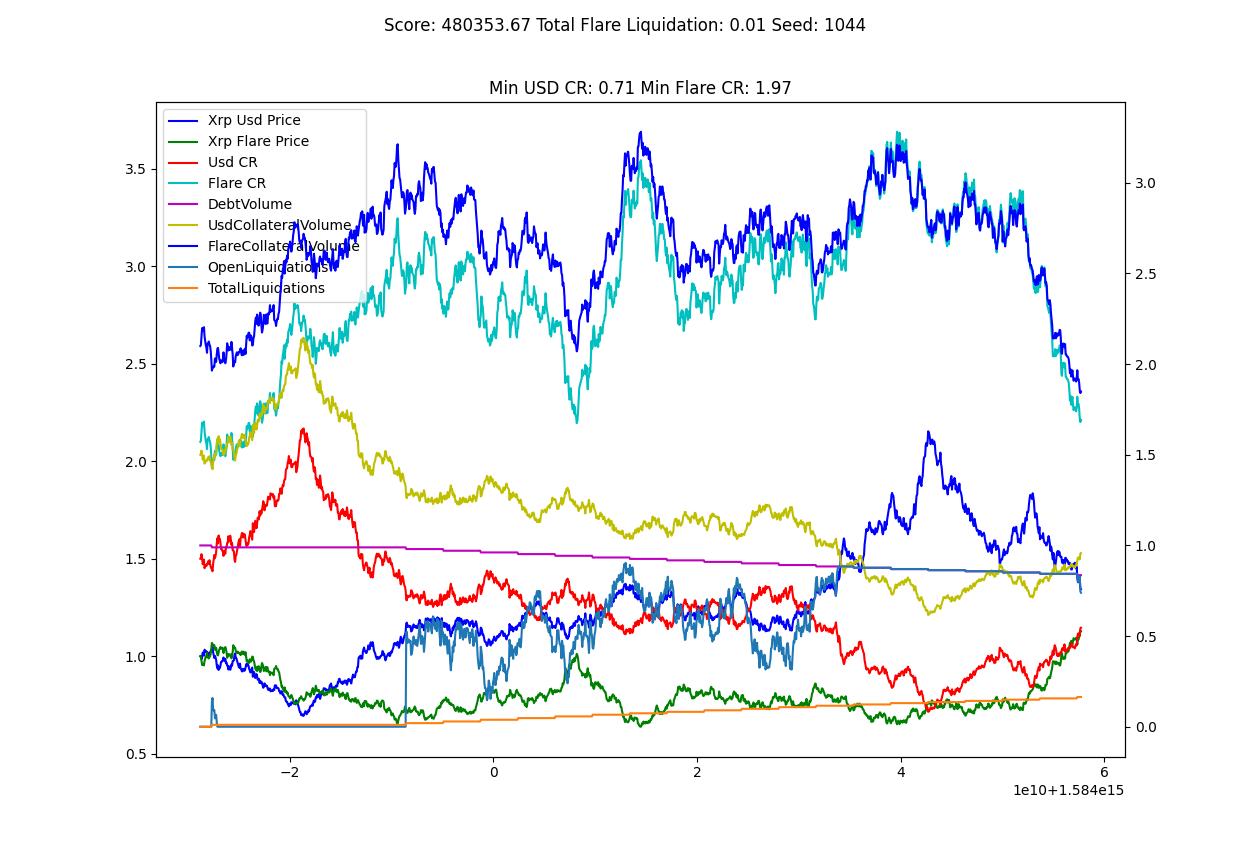 Score: 480353.67 Total Flare Liquidation: 0.01 Seed: 1044
Min USD CR: 0.71 Min Flare CR: 1.97
Xrp Usd Price
Xrp Flare Price
Usd CR
Flare CR
DebtVolume
UsdCollateralVolume
FlareCollateralVolume
OpenLiquidations
TotalLiquidations
3.5
3.0
2.5
2.0
1.5
1.0
0.5
3.0
2.5
2.0
1.5
1.0
0.5
0.0
−2
0
2
4
6
1e10+1.584e15